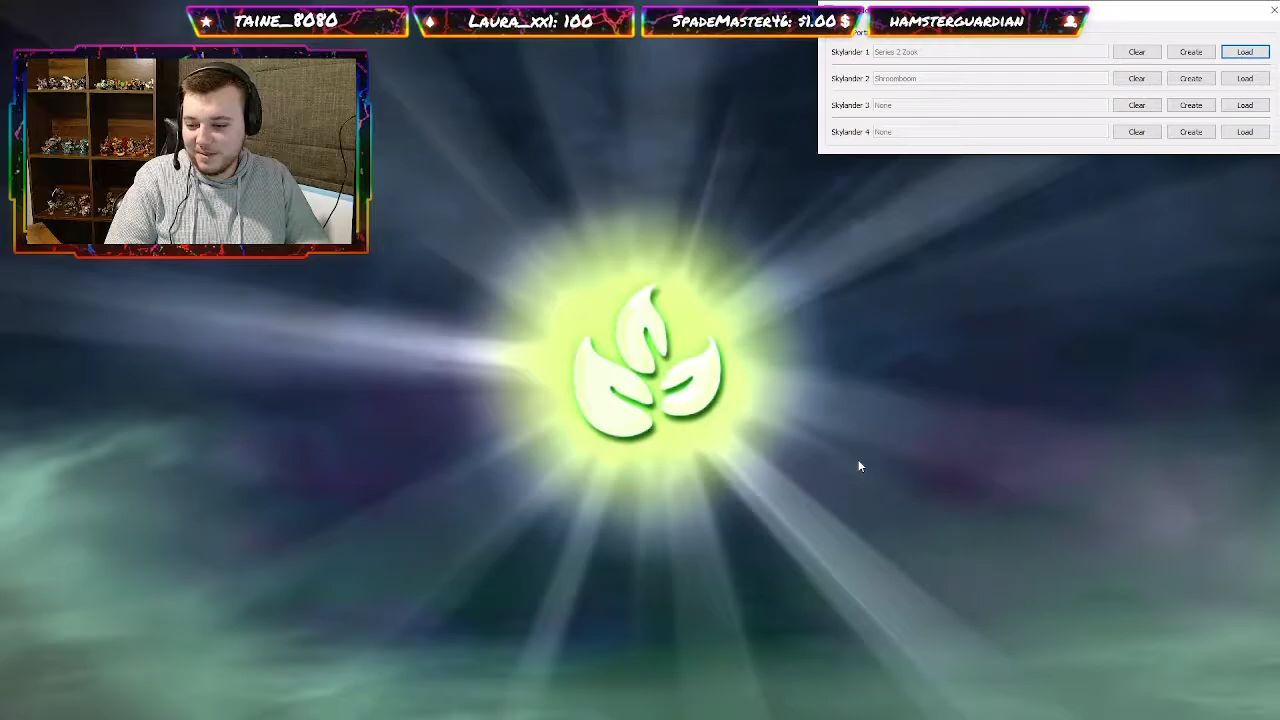 TAINE_8080
LAURA_XX1: 100
SPADEMASTER46: $1.00 $
HAMSTERGUARDIAN
Skylander 1 Series 2 Zook Clear Create Load
Skylander 2 Shroomboom Clear Create Load
Skylander 3 None Clear Create Load
Skylander 4 None Clear Create Load